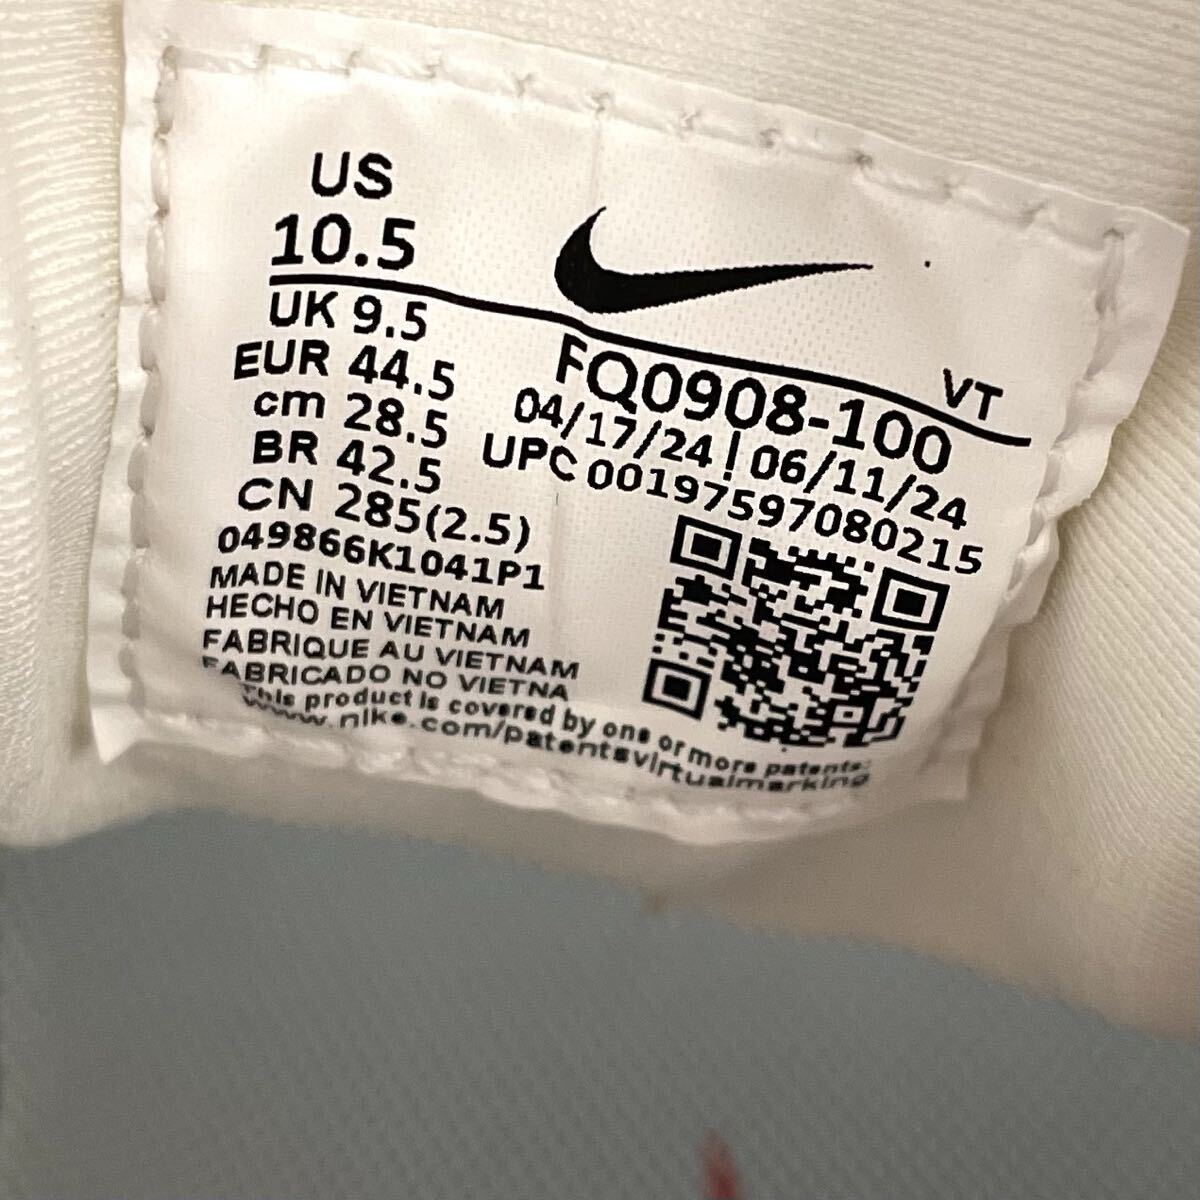 US
10.5
UK 9.5
EUR 44.5
cm 28.5
BR 42.5
CN 285(2.5)
049866K1041P1
MADE IN VIETNAM
HECHO EN VIETNAM
FABRIQUE AU VIETNAM
FABRICADO NO VIETNA
This product is covered by one or more patents:
www.nike.com/patentsvirtualmarking
VT
FQ0908-100
04/17/24 | 06/11/24
UPC 00197597080215